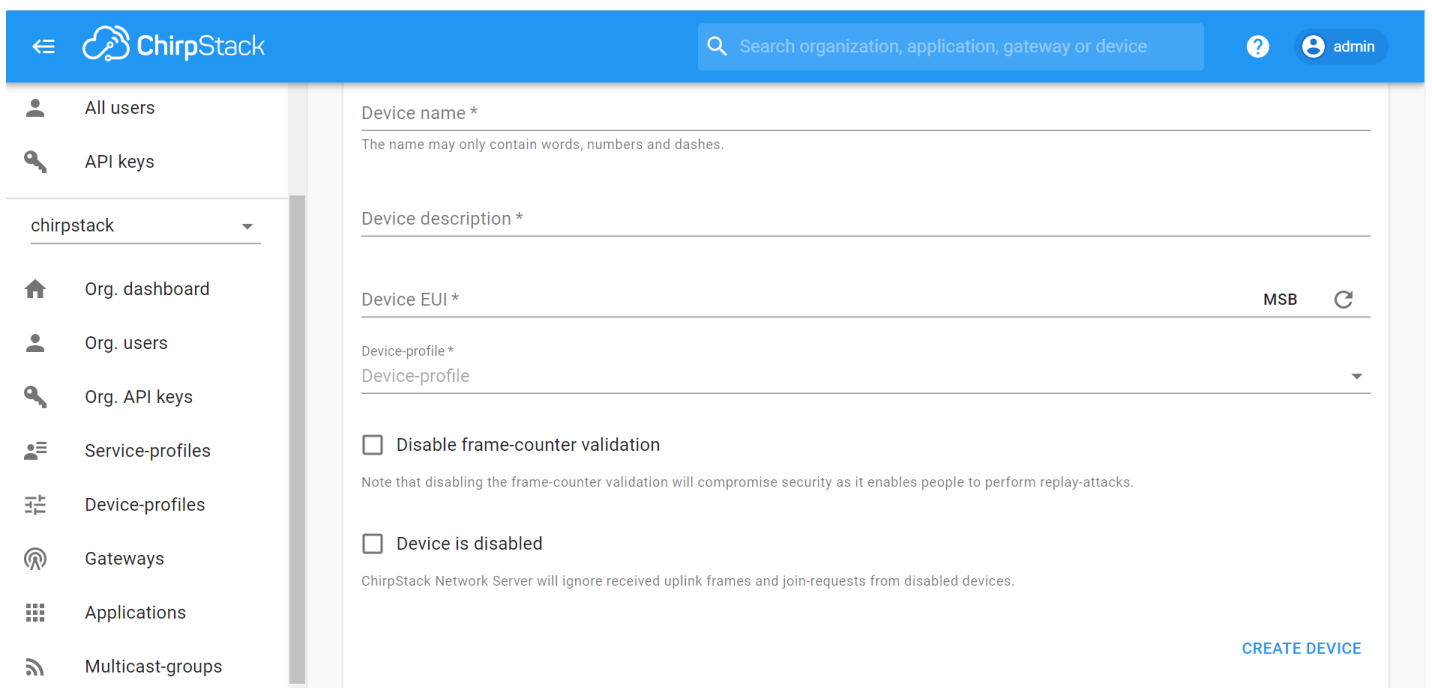 ChirpStack
Search organization, application, gateway or device
?
admin
All users
API keys
chirpstack
Org. dashboard
Org. users
Org. API keys
Service-profiles
Device-profiles
Gateways
Applications
Multicast-groups
Device name *
The name may only contain words, numbers and dashes.
Device description *
Device EUI *
MSB
Device-profile *
Device-profile
Disable frame-counter validation
Note that disabling the frame-counter validation will compromise security as it enables people to perform replay-attacks.
Device is disabled
ChirpStack Network Server will ignore received uplink frames and join-requests from disabled devices.
CREATE DEVICE